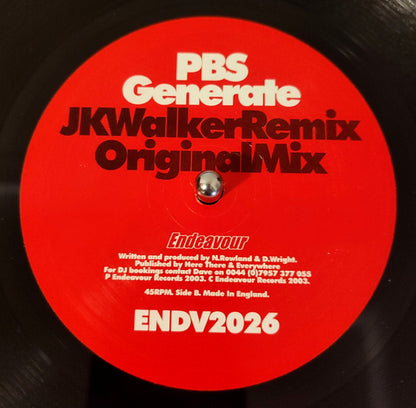 PBS
Generate
JKWalkerRemix
OriginalMix
Endeavour
Written and produced by N.Rowland & D.Wright.
Published by Here There & Everywhere
For DJ bookings contact Dave on 0044 (0)7957 377 055
P Endeavour Records 2003. C Endeavour Records 2003.
45RPM. Side B. Made In England.
ENDV2026